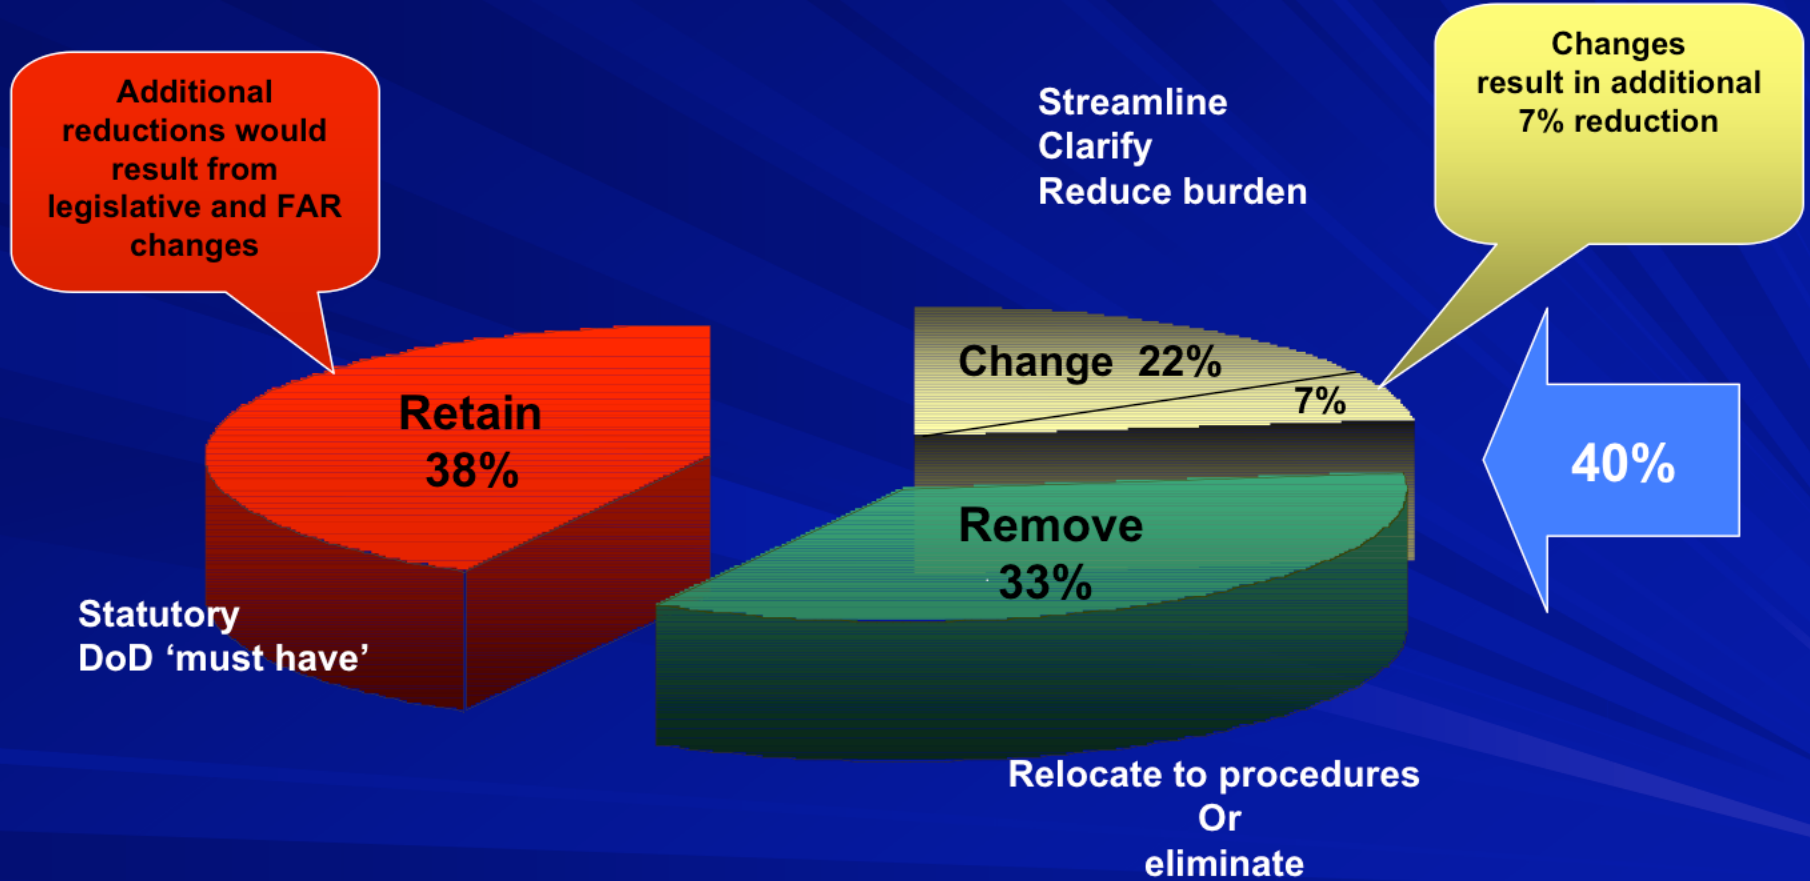 Additional
reductions would
result from
legislative and FAR
changes
Streamline
Clarify
Reduce burden
Changes
result in additional
7% reduction
Change 22%
7%
Retain
38%
40%
Remove
33%
Statutory
DoD ‘must have’
Relocate to procedures
Or
eliminate